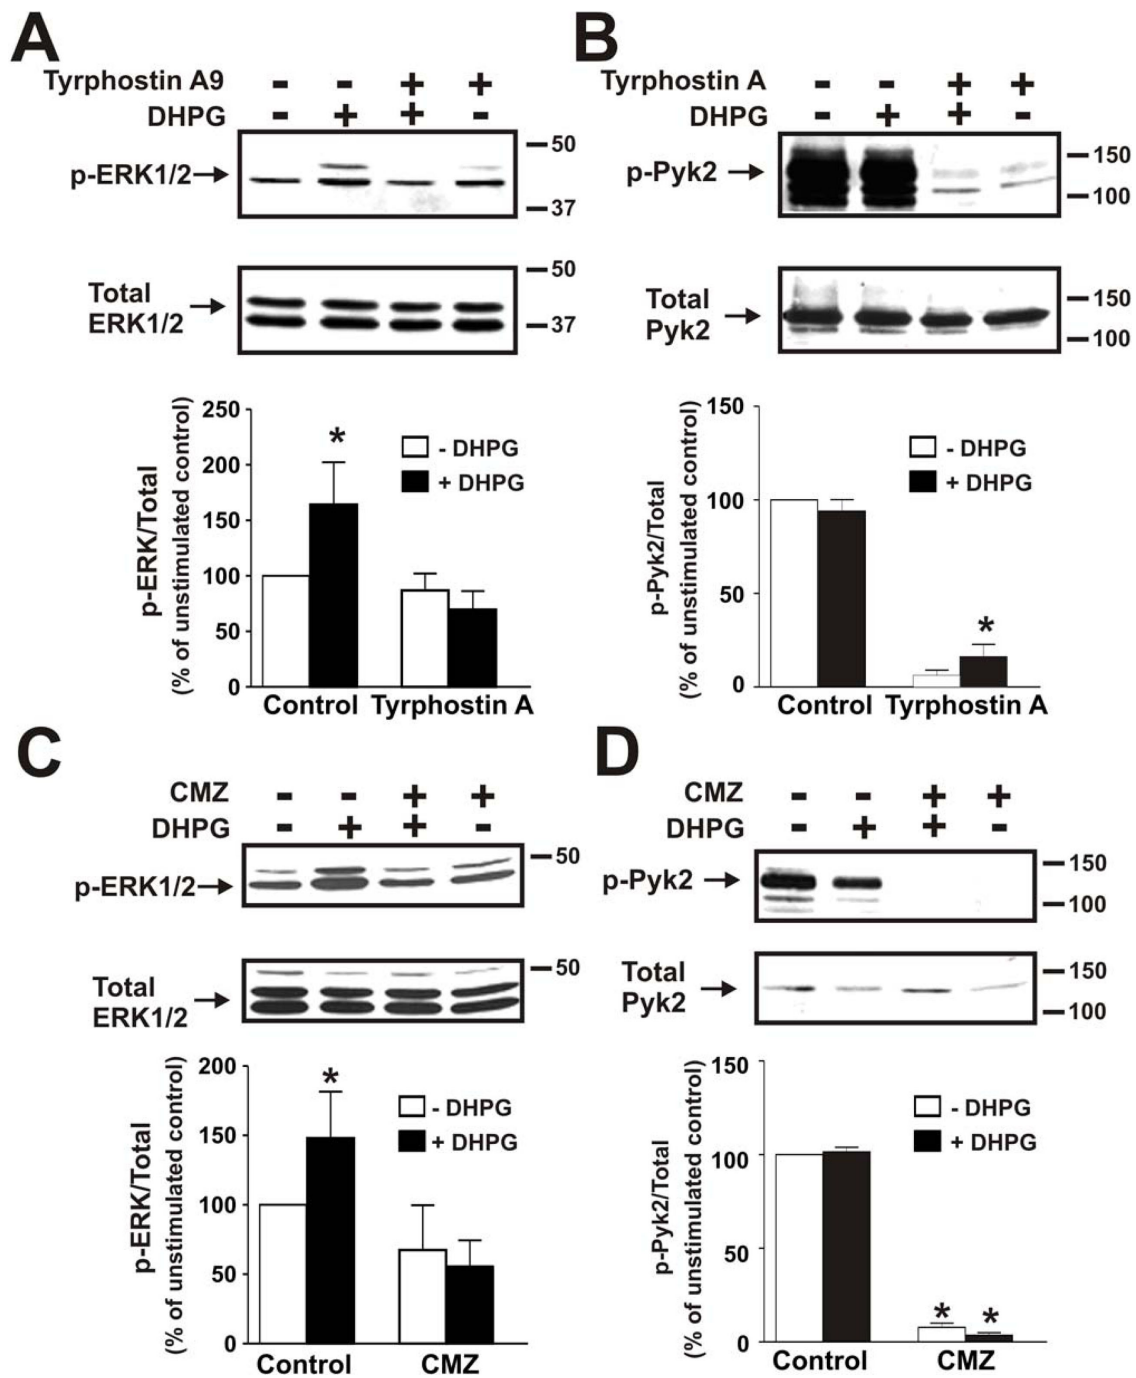 A
Tyrphostin A9 - - + +
DHPG - + + -
p-ERK1/2
50
37
Total
ERK1/2
50
37
p-ERK/Total
(% of unstimulated control)
250
200
150
100
50
0
*
- DHPG
+ DHPG
Control Tyrphostin A
B
Tyrphostin A - - + +
DHPG - + + -
p-Pyk2
150
100
Total
Pyk2
150
100
p-Pyk2/Total
(% of unstimulated control)
150
100
50
0
*
- DHPG
+ DHPG
Control Tyrphostin A
C
CMZ - - + +
DHPG - + + -
p-ERK1/2
50
Total
ERK1/2
50
p-ERK/Total
(% of unstimulated control)
200
150
100
50
0
*
- DHPG
+ DHPG
Control CMZ
D
CMZ - - + +
DHPG - + + -
p-Pyk2
150
100
Total
Pyk2
150
100
p-Pyk2/Total
(% of unstimulated control)
150
100
50
0
* *
- DHPG
+ DHPG
Control CMZ